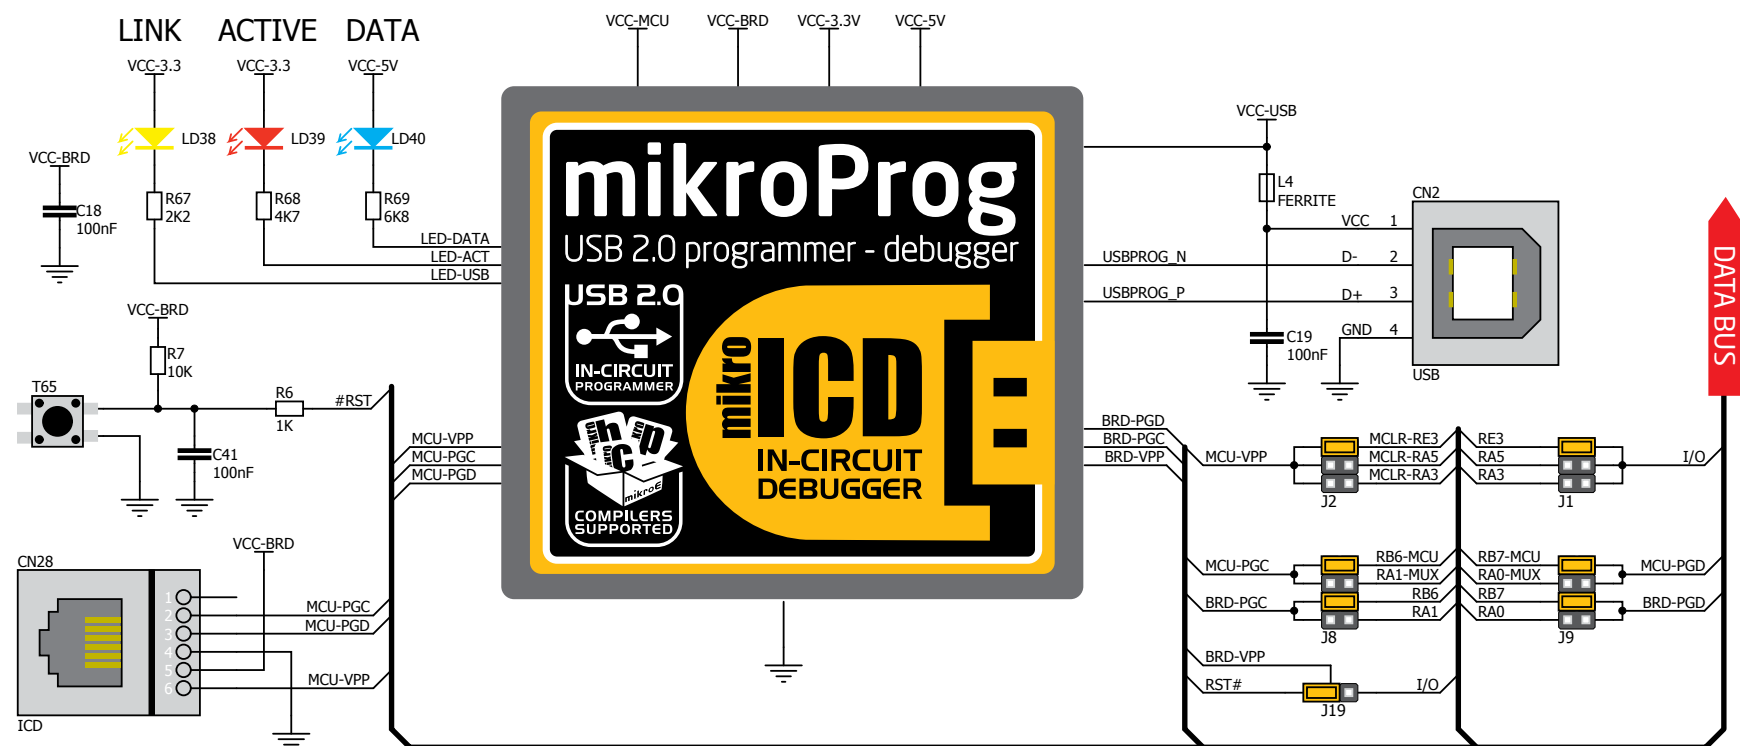 LINK ACTIVE DATA
VCC-3.3 VCC-3.3 VCC-5V
VCC-MCU VCC-BRD VCC-3.3V VCC-5V
LD38 LD39 LD40
VCC-BRD
C18
100nF
R67
2K2
R68
4K7
R69
6K8
LED-DATA
LED-ACT
LED-USB
VCC-BRD
R7
10K
T65
R6
1K
#RST
C41
100nF
MCU-VPP
MCU-PGC
MCU-PGD
CN28
VCC-BRD
1
2
3
4
5
6
MCU-PGC
MCU-PGD
MCU-VPP
ICD
mikroProg
USB 2.0 programmer - debugger
USB 2.0
IN-CIRCUIT
PROGRAMMER
COMPILERS
SUPPORTED
mikroE
mikro
ICD
IN-CIRCUIT
DEBUGGER
VCC-USB
L4
FERRITE
CN2
VCC 1
USBPROG_N D- 2
USBPROG_P D+ 3
GND 4
C19
100nF
USB
DATA BUS
BRD-PGD
BRD-PGC
BRD-VPP
MCU-VPP
MCLR-RE3
MCLR-RA5
MCLR-RA3
J2
RE3
RA5
RA3
J1
I/O
MCU-PGC
BRD-PGC
RB6-MCU
RA1-MUX
RB6
RA1
J8
RB7-MCU
RA0-MUX
RB7
RA0
J9
MCU-PGD
BRD-PGD
BRD-VPP
RST#
I/O
J19